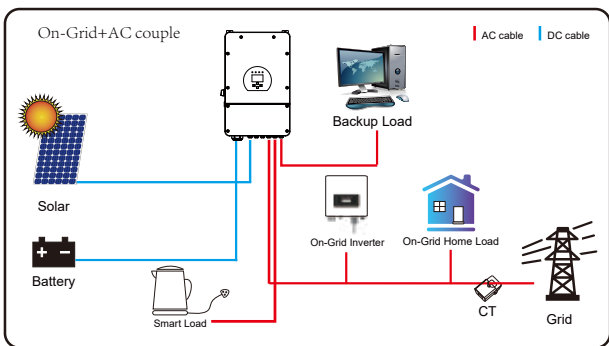 On-Grid+AC couple
AC cable
DC cable
Backup Load
Solar
On-Grid Inverter
On-Grid Home Load
Battery
Smart Load
CT
Grid